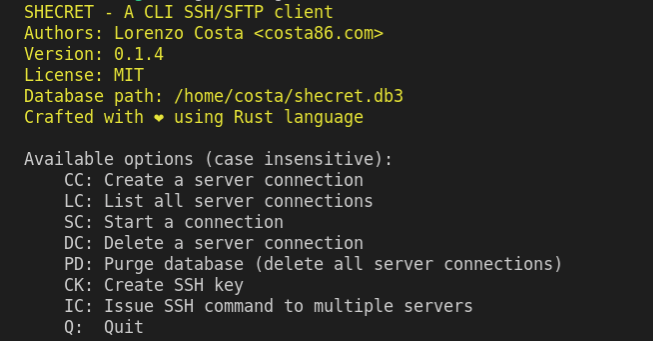 SHECRET - A CLI SSH/SFTP client
Authors: Lorenzo Costa <costa86.com>
Version: 0.1.4
License: MIT
Database path: /home/costa/shecret.db3
Crafted with ❤ using Rust language
Available options (case insensitive):
CC: Create a server connection
LC: List all server connections
SC: Start a connection
DC: Delete a server connection
PD: Purge database (delete all server connections)
CK: Create SSH key
IC: Issue SSH command to multiple servers
Q:  Quit